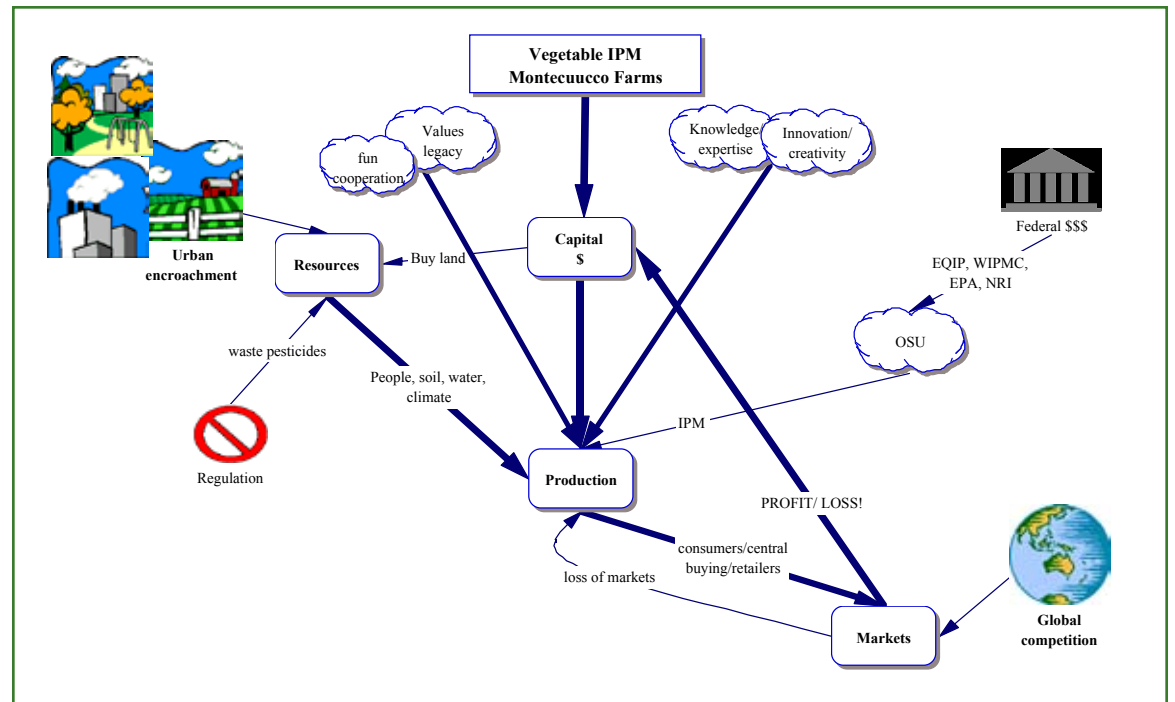 Vegetable IPM
Montecuucco Farms
Values
legacy
fun
cooperation
Knowledge/
expertise
Innovation/
creativity
Federal $$$
EQIP, WIPMC,
EPA, NRI
OSU
Urban
encroachment
Resources
Buy land
Capital
$
waste pesticides
People, soil, water,
climate
IPM
Regulation
Production
PROFIT/ LOSS!
consumers/central
buying/retailers
loss of markets
Markets
Global
competition